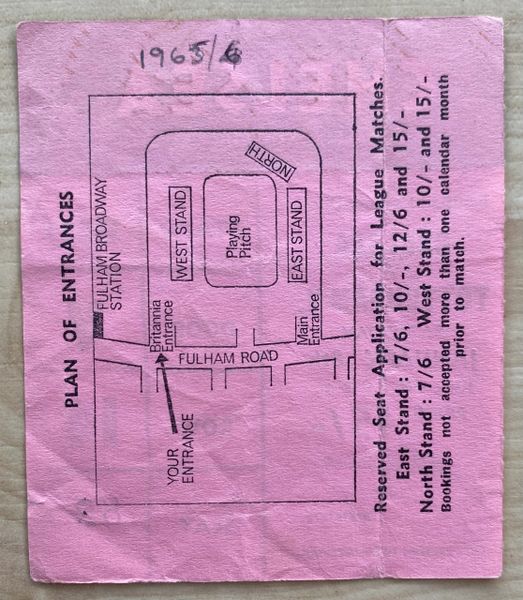 1965/6
PLAN OF ENTRANCES
FULHAM BROADWAY
STATION
WEST STAND
NORTH
Playing
Pitch
EAST STAND
Britannia
Entrance
Main
Entrance
FULHAM ROAD
YOUR
ENTRANCE
Reserved Seat Application for League Matches.
East Stand : 7/6, 10/-, 12/6 and 15/-
North Stand : 7/6 West Stand : 10/- and 15/-
Bookings not accepted more than one calendar month
prior to match.